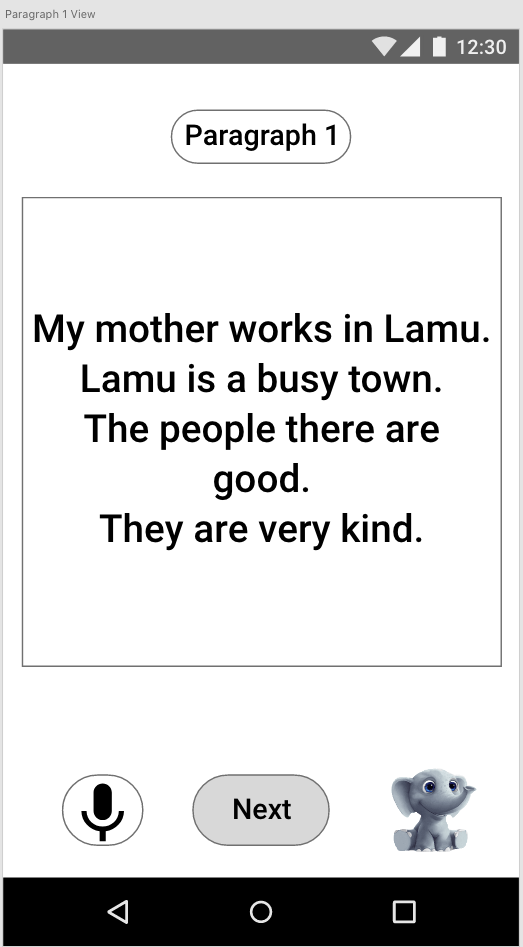 Paragraph 1 View
12:30
Paragraph 1
My mother works in Lamu.
Lamu is a busy town.
The people there are
good.
They are very kind.
Next